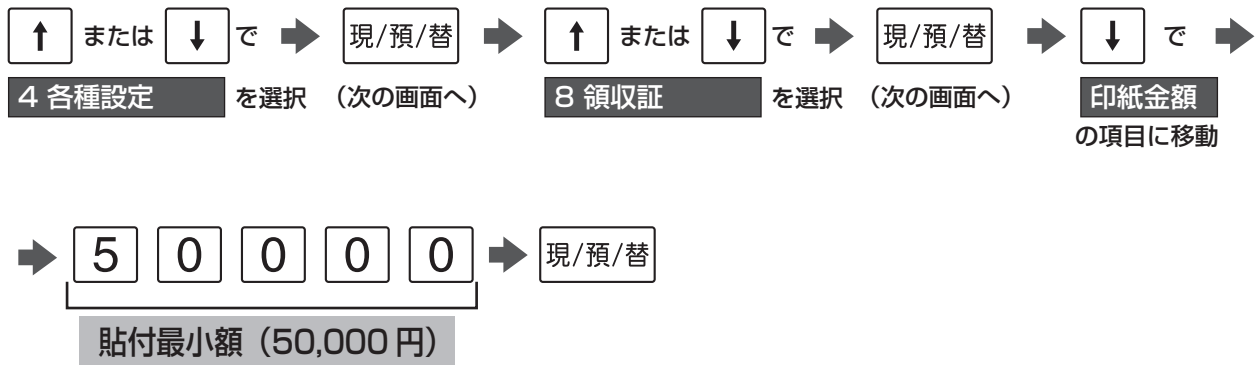 ↑ または ↓ で ➡ 現/預/替 ➡ ↑ または ↓ で ➡ 現/預/替 ➡ ↓ で ➡
4 各種設定 を選択 （次の画面へ） 8 領収証 を選択 （次の画面へ） 印紙金額
の項目に移動
➡ 5 0 0 0 0 ➡ 現/預/替
貼付最小額（50,000 円）